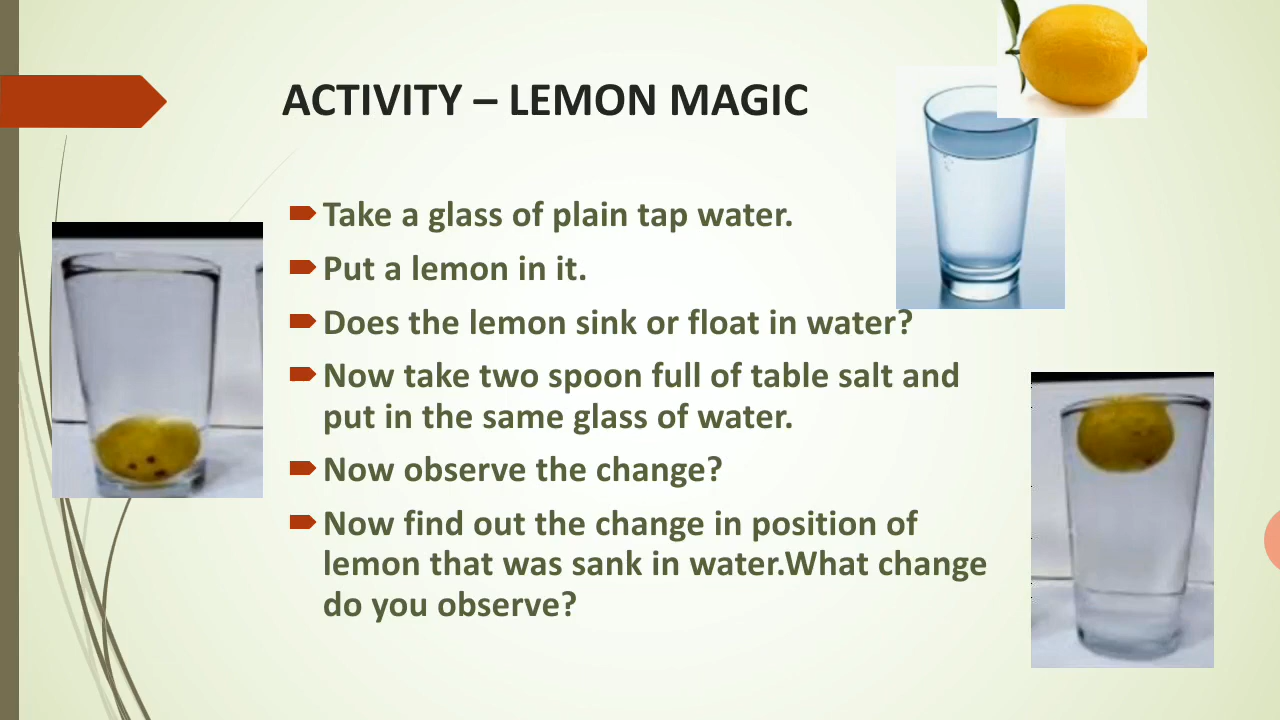 ACTIVITY – LEMON MAGIC
Take a glass of plain tap water.
Put a lemon in it.
Does the lemon sink or float in water?
Now take two spoon full of table salt and
put in the same glass of water.
Now observe the change?
Now find out the change in position of
lemon that was sank in water.What change
do you observe?